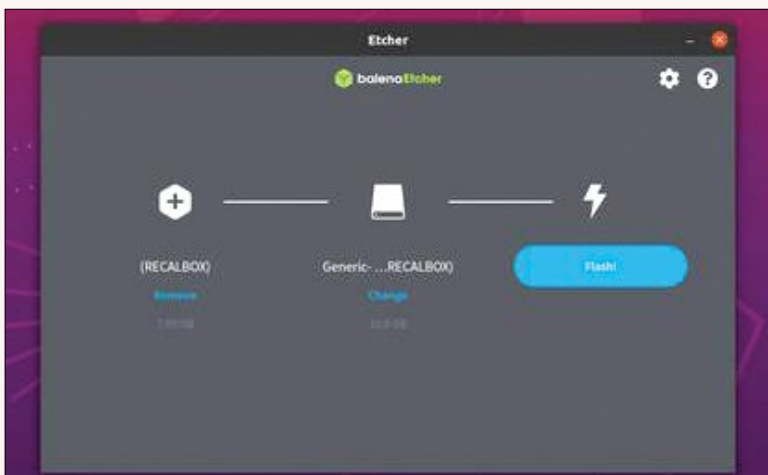 Etcher
balenaEtcher
(RECALBOX)
Generic- ...RECALBOX)
Flash!
Remove
Change